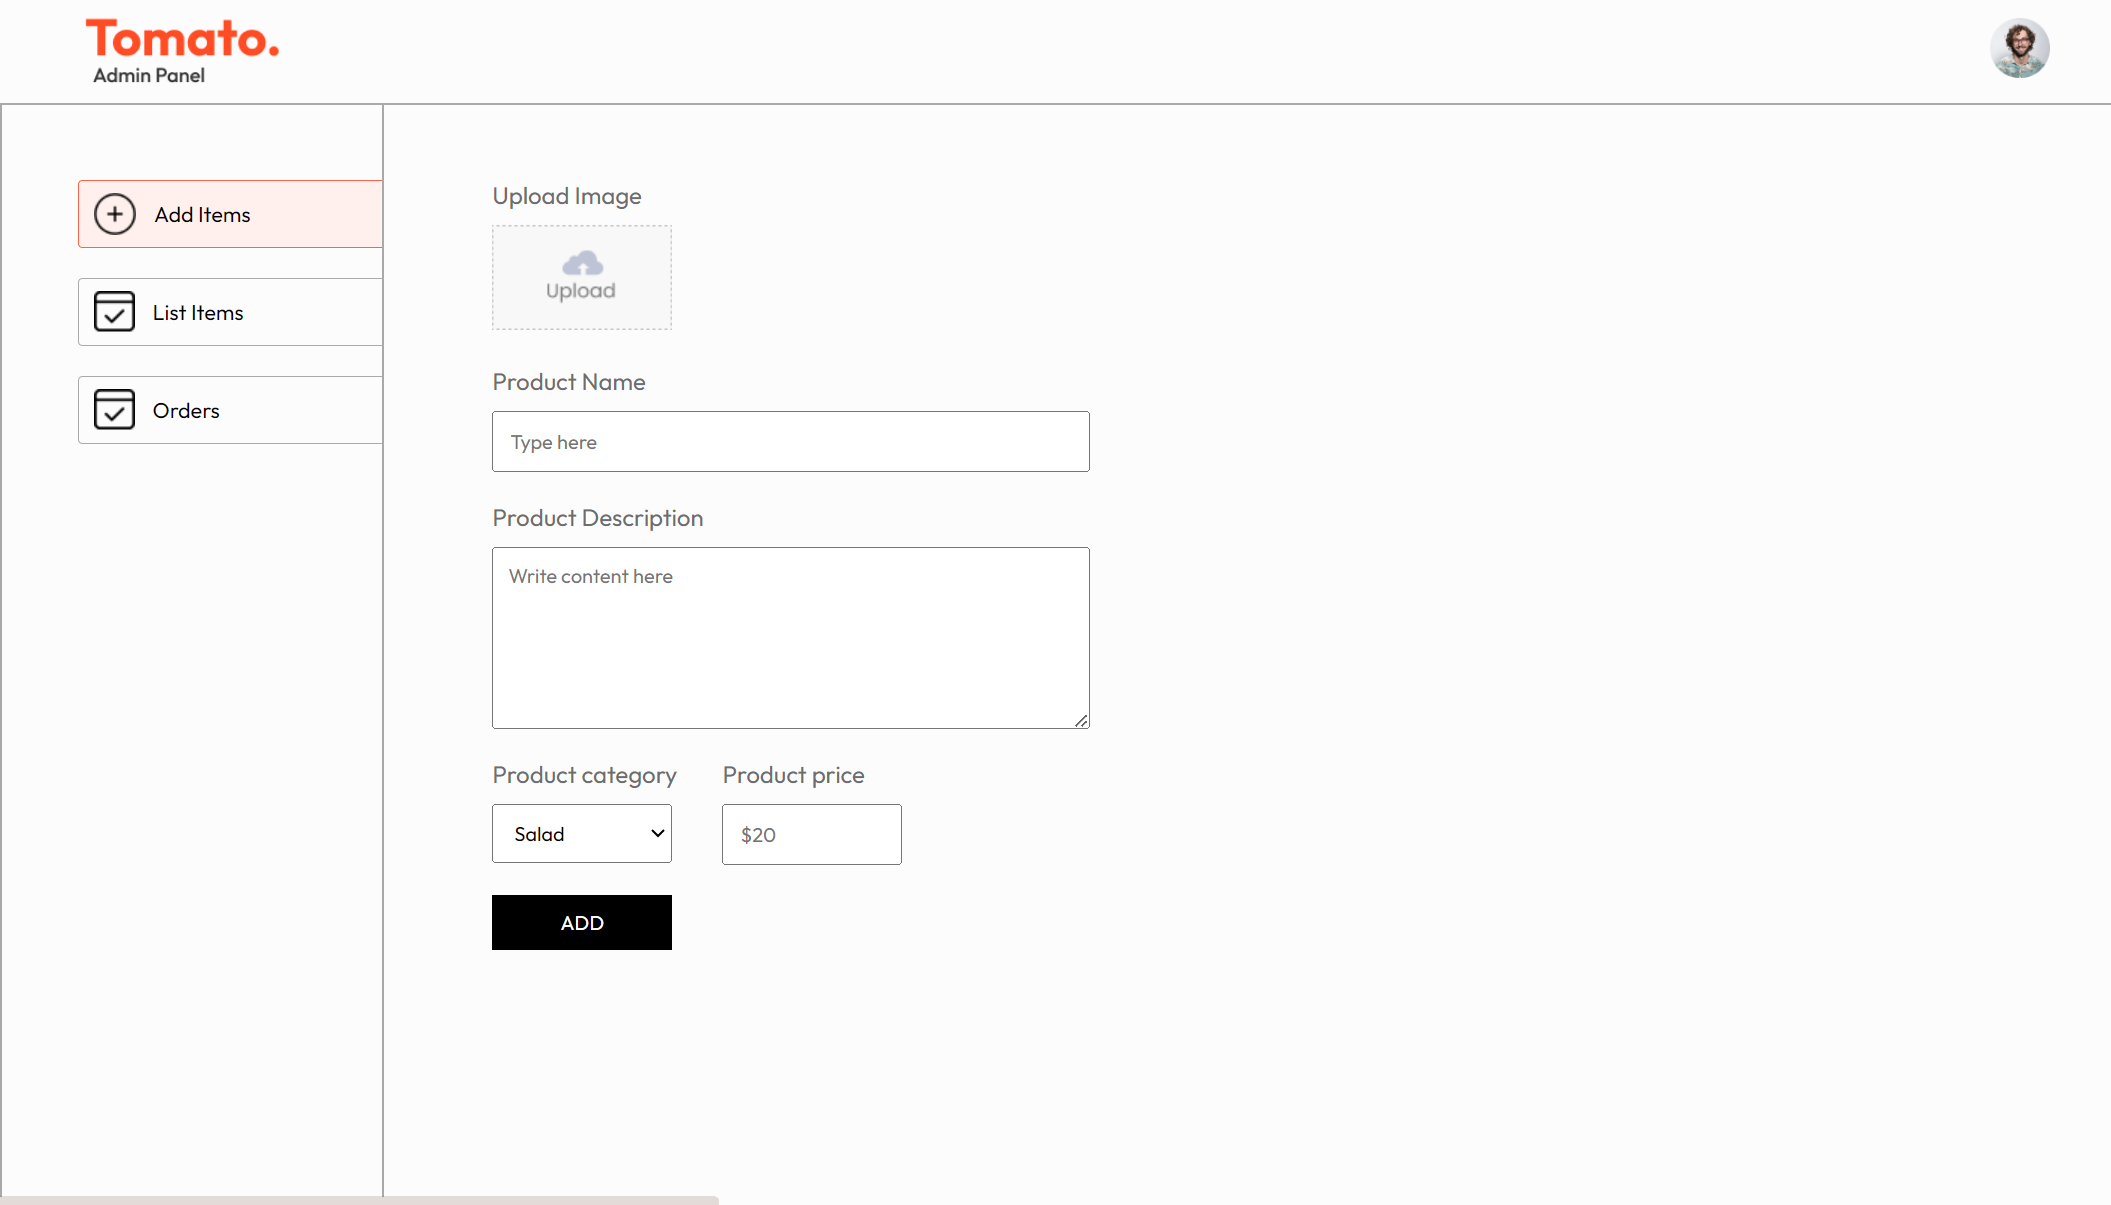 Tomato.
Admin Panel
Add Items
List Items
Orders
Upload Image
Upload
Product Name
Type here
Product Description
Write content here
Product category
Product price
Salad
$20
ADD